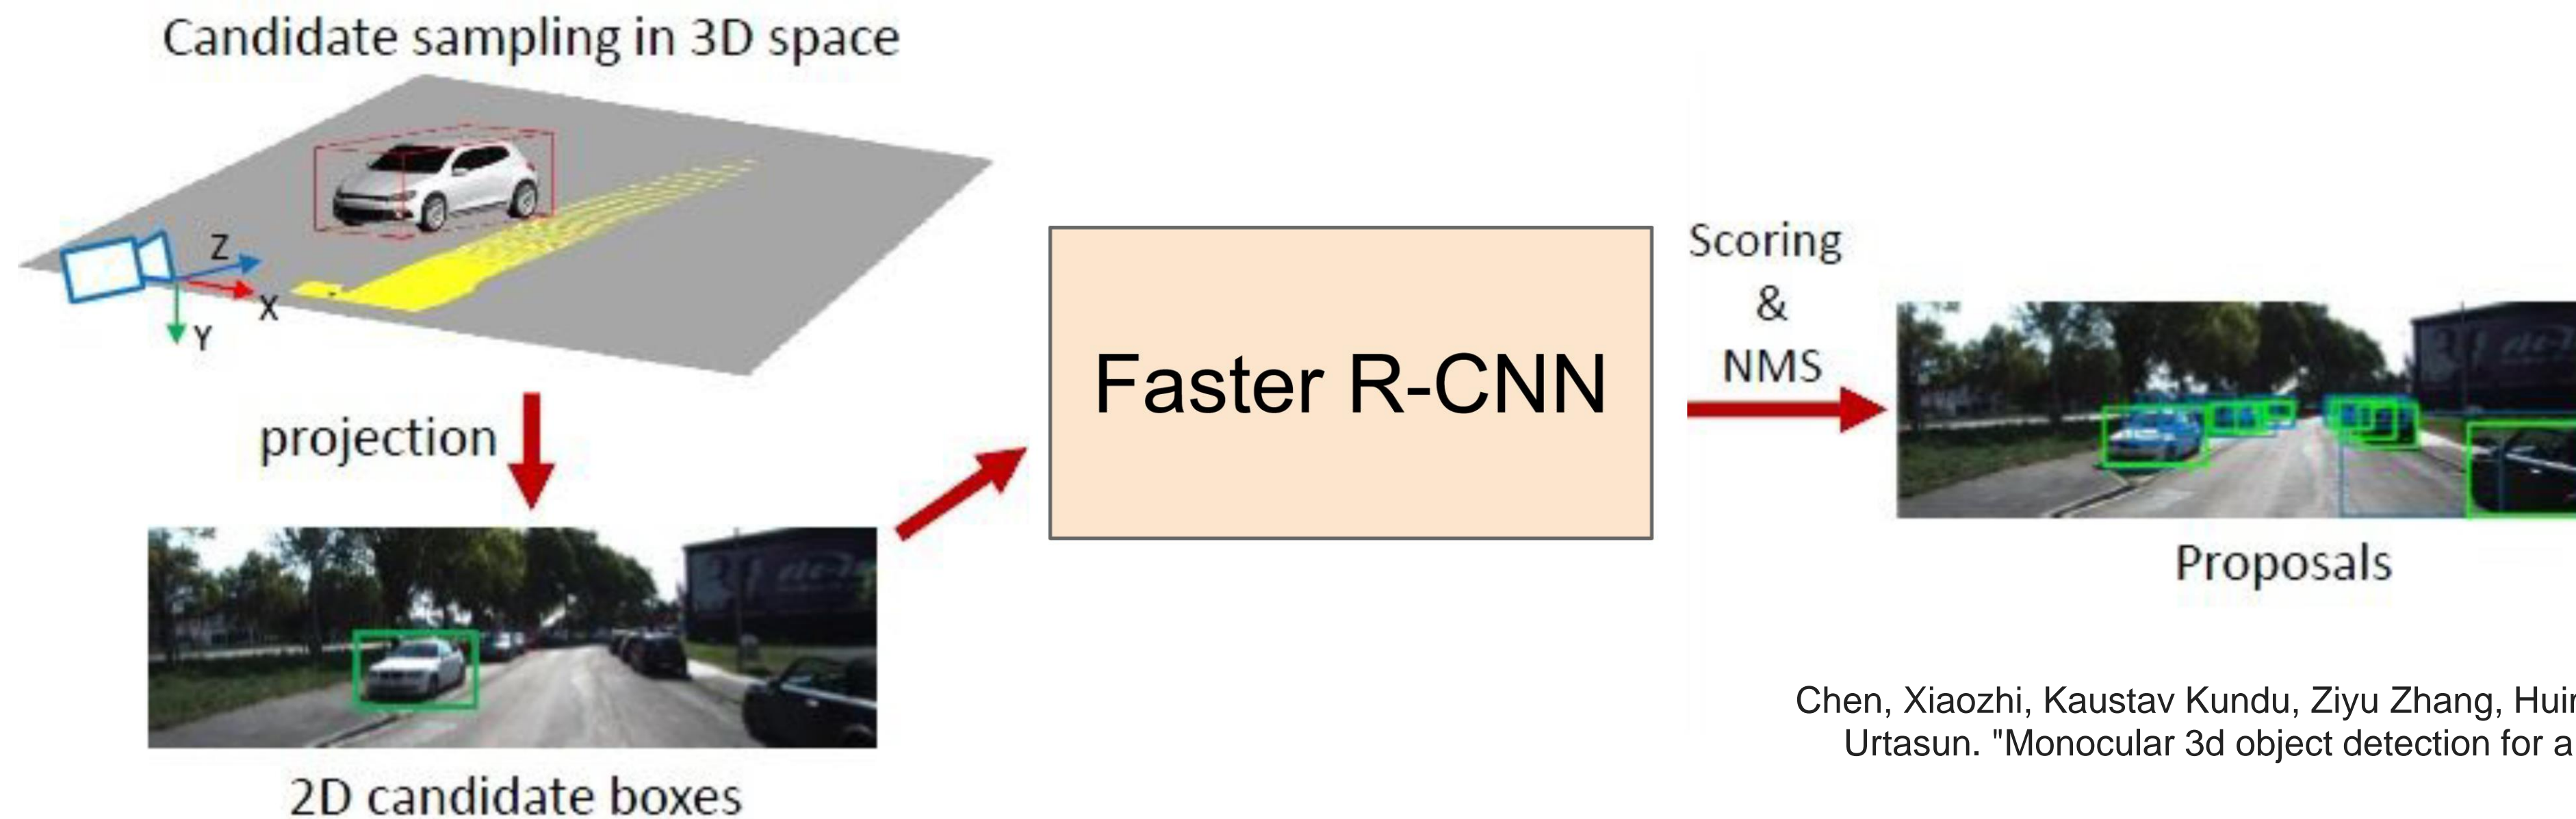 Candidate sampling in 3D space
Z
X
Y
projection
2D candidate boxes
Faster R-CNN
Scoring
&
NMS
Proposals
Chen, Xiaozhi, Kaustav Kundu, Ziyu Zhang,
Urtasun. "Monocular 3d object detection for a